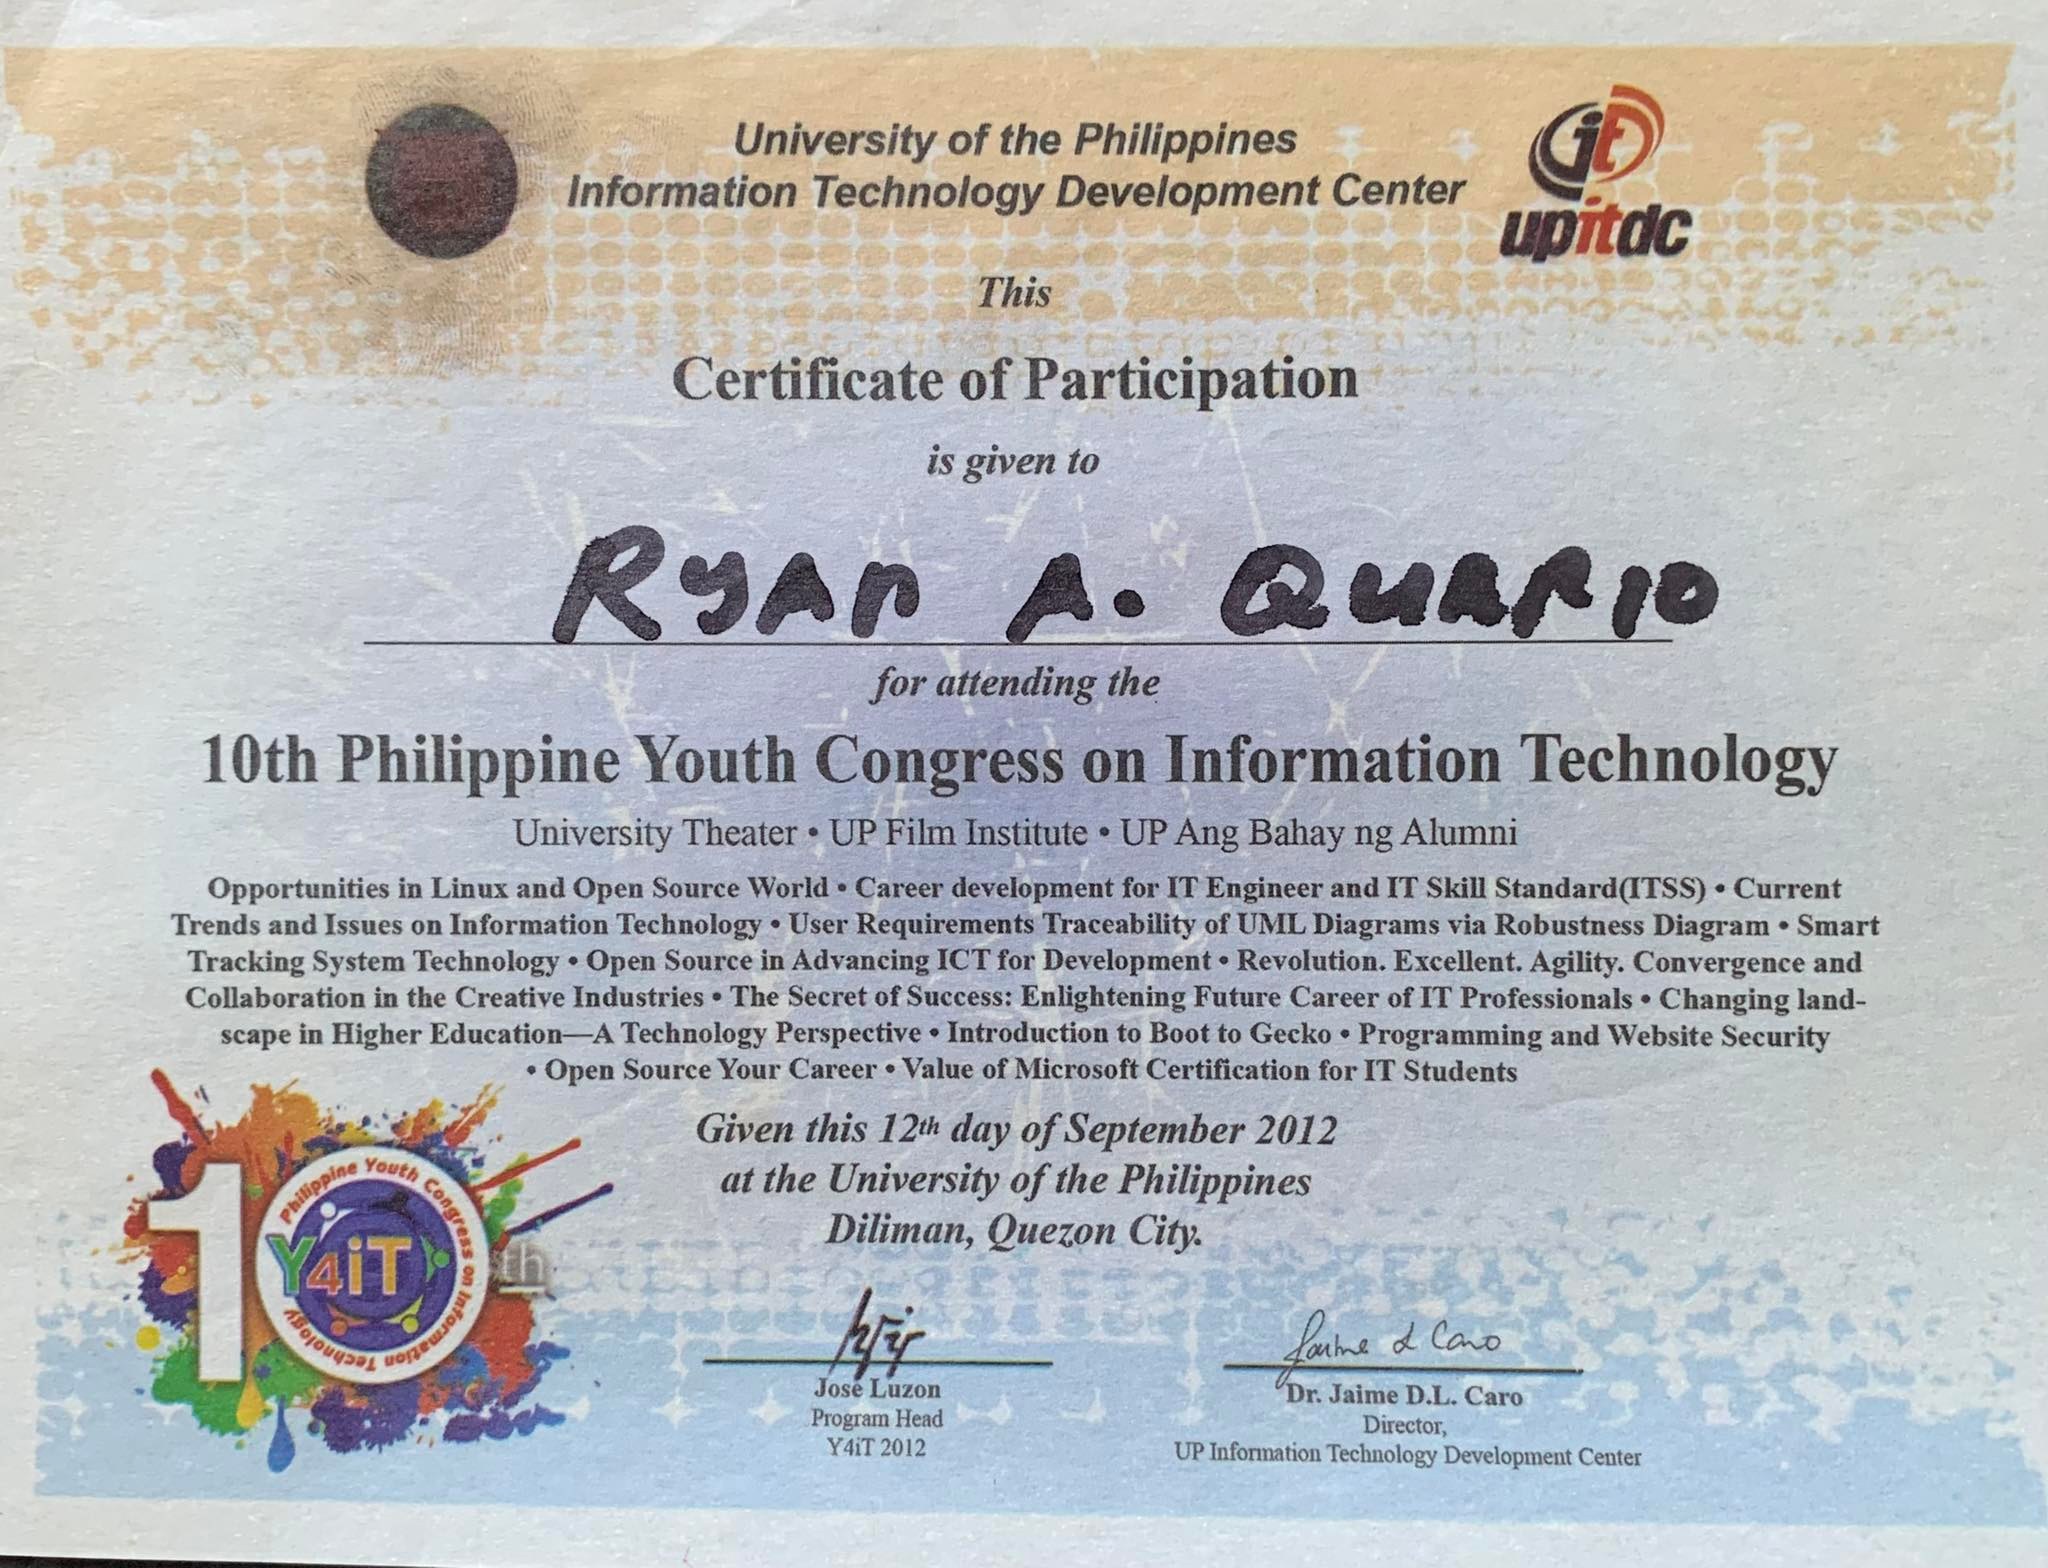 University of the Philippines
Information Technology Development Center
it
upitdc
This
Certificate of Participation
is given to
RyAn A. QUARIO
for attending the
10th Philippine Youth Congress on Information Technology
University Theater • UP Film Institute • UP Ang Bahay ng Alumni
Opportunities in Linux and Open Source World • Career development for IT Engineer and IT Skill Standard(ITSS) • Current
Trends and Issues on Information Technology • User Requirements Traceability of UML Diagrams via Robustness Diagram • Smart
Tracking System Technology • Open Source in Advancing ICT for Development • Revolution. Excellent. Agility. Convergence and
Collaboration in the Creative Industries • The Secret of Success: Enlightening Future Career of IT Professionals • Changing land-
scape in Higher Education—A Technology Perspective • Introduction to Boot to Gecko • Programming and Website Security
• Open Source Your Career • Value of Microsoft Certification for IT Students
Given this 12th day of September 2012
at the University of the Philippines
Diliman, Quezon City.
10th
Philippine Youth Congress on Information Technology
Y4iT
Jaime D L Caro
Jose Luzon
Program Head
Y4iT 2012
Dr. Jaime D.L. Caro
Director,
UP Information Technology Development Center